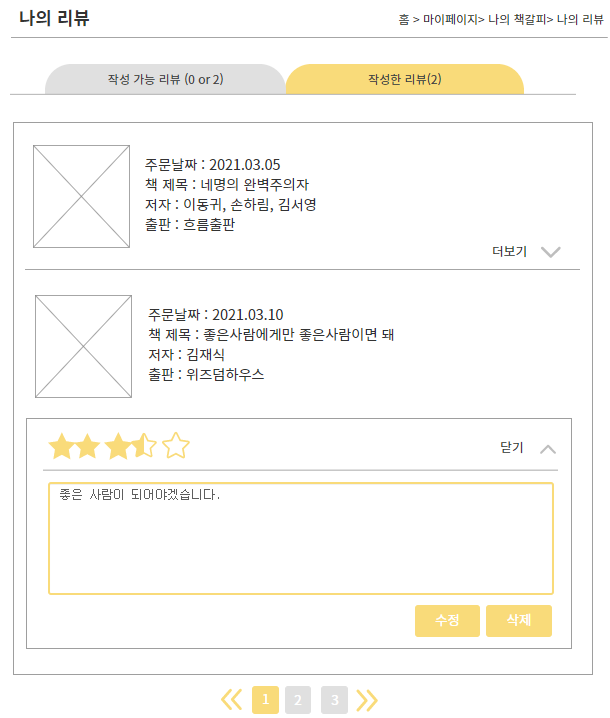 나의 리뷰
홈 > 마이페이지> 나의 책갈피> 나의 리뷰
작성 가능 리뷰 (0 or 2)
작성한 리뷰(2)
주문날짜 : 2021.03.05
책 제목 : 네명의 완벽주의자
저자 : 이동귀, 손하림, 김서영
출판 : 흐름출판
더보기
주문날짜 : 2021.03.10
책 제목 : 좋은사람에게만 좋은사람이면 돼
저자 : 김재식
출판 : 위즈덤하우스
닫기
좋은 사람이 되어야겠습니다.
수정
삭제
1
2
3